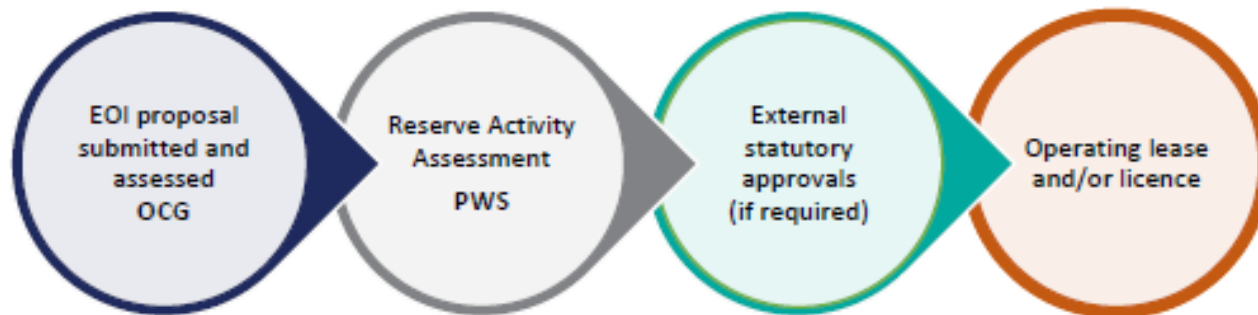 EOI proposal
submitted and
assessed
OCG
Reserve Activity
Assessment
PWS
External
statutory
approvals
(if required)
Operating lease
and/or licence